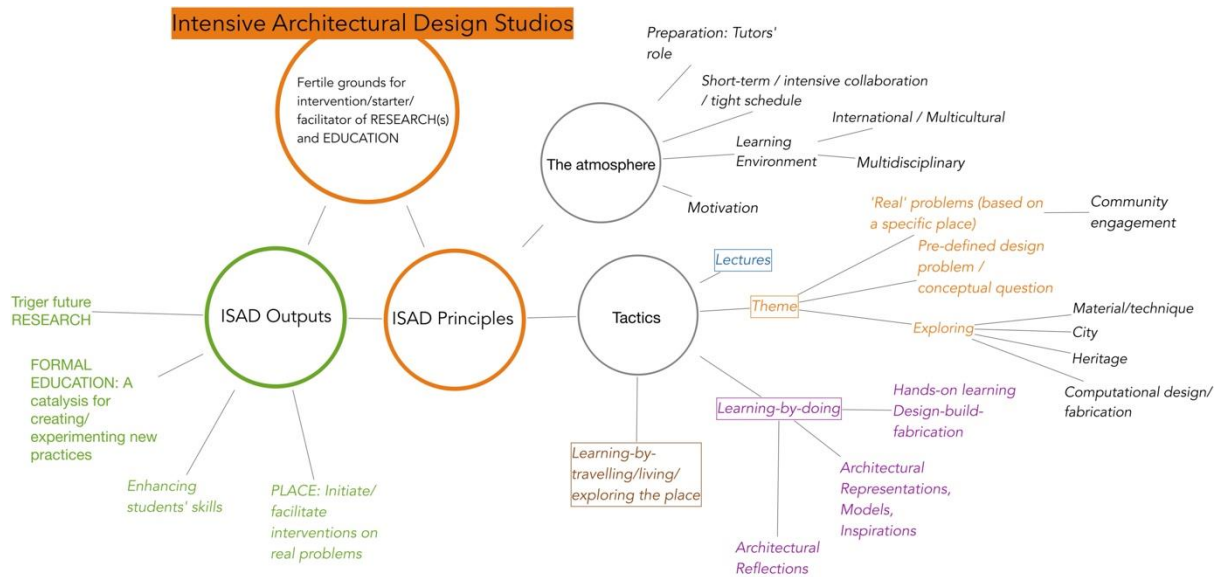 Intensive Architectural Design Studios
Fertile grounds for
intervention/starter/
facilitator of RESEARCH(s)
and EDUCATION
Preparation: Tutors'
role
Short-term / intensive collaboration
/ tight schedule
The atmosphere
Learning
Environment
International / Multicultural
Multidisciplinary
Motivation
'Real' problems (based on
a specific place)
Community
engagement
Pre-defined design
problem /
conceptual question
Lectures
Theme
Exploring
Material/technique
City
Heritage
Computational design/
fabrication
ISAD Outputs
ISAD Principles
Tactics
Triger future
RESEARCH
FORMAL
EDUCATION: A
catalysis for
creating/
experimenting new
practices
Enhancing
students' skills
PLACE: Initiate/
facilitate
interventions on
real problems
Learning-by-
travelling/living/
exploring the place
Learning-by-doing
Hands-on learning
Design-build-
fabrication
Architectural
Representations,
Models,
Inspirations
Architectural
Reflections